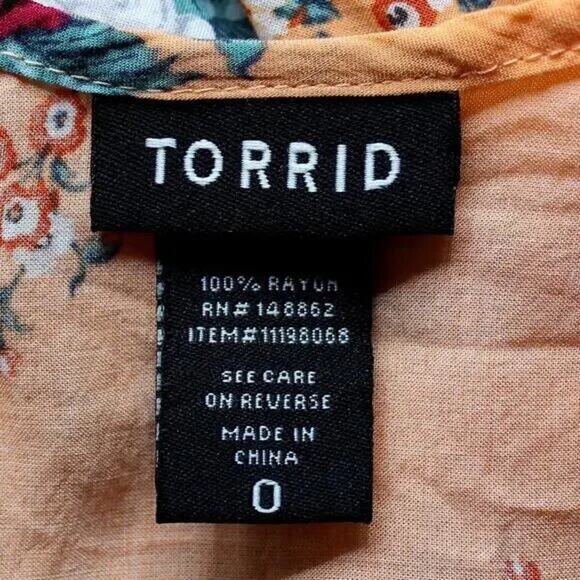 TORRID
100% RAYON
RN# 148862
ITEM#11198068
SEE CARE
ON REVERSE
MADE IN
CHINA
0